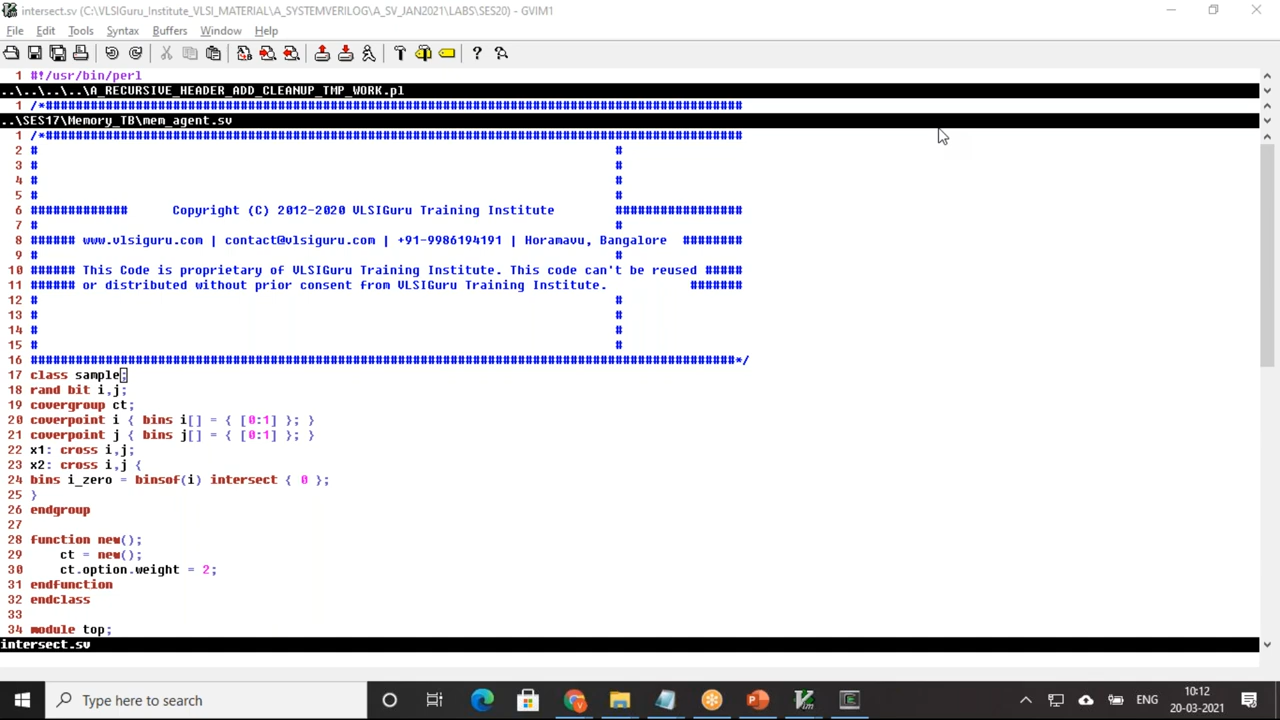 intersect.sv (C:\VLSIGuru_Institute_VLSI_MATERIAL\A_SYSTEMVERILOG\A_SV_JAN2021\LABS\SES20) - GVIM1
File Edit Tools Syntax Buffers Window Help
1 #!/usr/bin/perl
..\..\..\..\A_RECURSIVE_HEADER_ADD_CLEANUP_TMP_WORK.pl
1 /*#############################################################################################
..\SES17\Memory_TB\mem_agent.sv
1 /*#############################################################################################
2 # #
3 # #
4 # #
5 # #
6 ############# Copyright (C) 2012-2020 VLSIGuru Training Institute #################
7 # #
8 ###### www.vlsiguru.com | contact@vlsiguru.com | +91-9986194191 | Horamavu, Bangalore ########
9 # #
10 ###### This Code is proprietary of VLSIGuru Training Institute. This code can't be reused #####
11 ###### or distributed without prior consent from VLSIGuru Training Institute. #######
12 # #
13 # #
14 # #
15 # #
16 ##############################################################################################*/
17 class sample;
18 rand bit i,j;
19 covergroup ct;
20 coverpoint i { bins i[] = { [0:1] }; }
21 coverpoint j { bins j[] = { [0:1] }; }
22 x1: cross i,j;
23 x2: cross i,j {
24 bins i_zero = binsof(i) intersect { 0 };
25 }
26 endgroup
27
28 function new();
29 ct = new();
30 ct.option.weight = 2;
31 endfunction
32 endclass
33
34 module top;
intersect.sv
Type here to search
ENG
10:12
20-03-2021